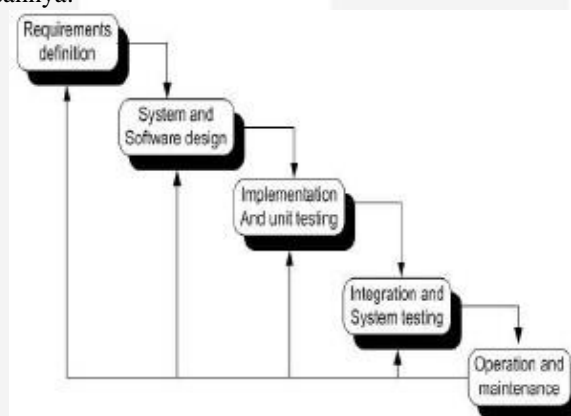 Requirements
definition
System and
Software design
Implementation
And unit testing
Integration and
System testing
Operation and
maintenance